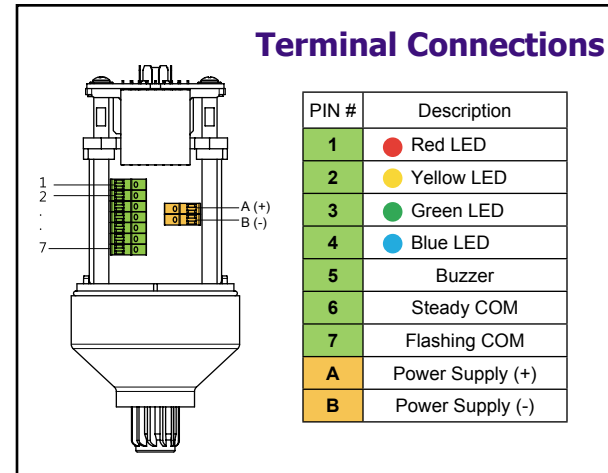 Terminal Connections
1
2
.
.
7
A (+)
B (-)
PIN # Description
1 Red LED
2 Yellow LED
3 Green LED
4 Blue LED
5 Buzzer
6 Steady COM
7 Flashing COM
A Power Supply (+)
B Power Supply (-)